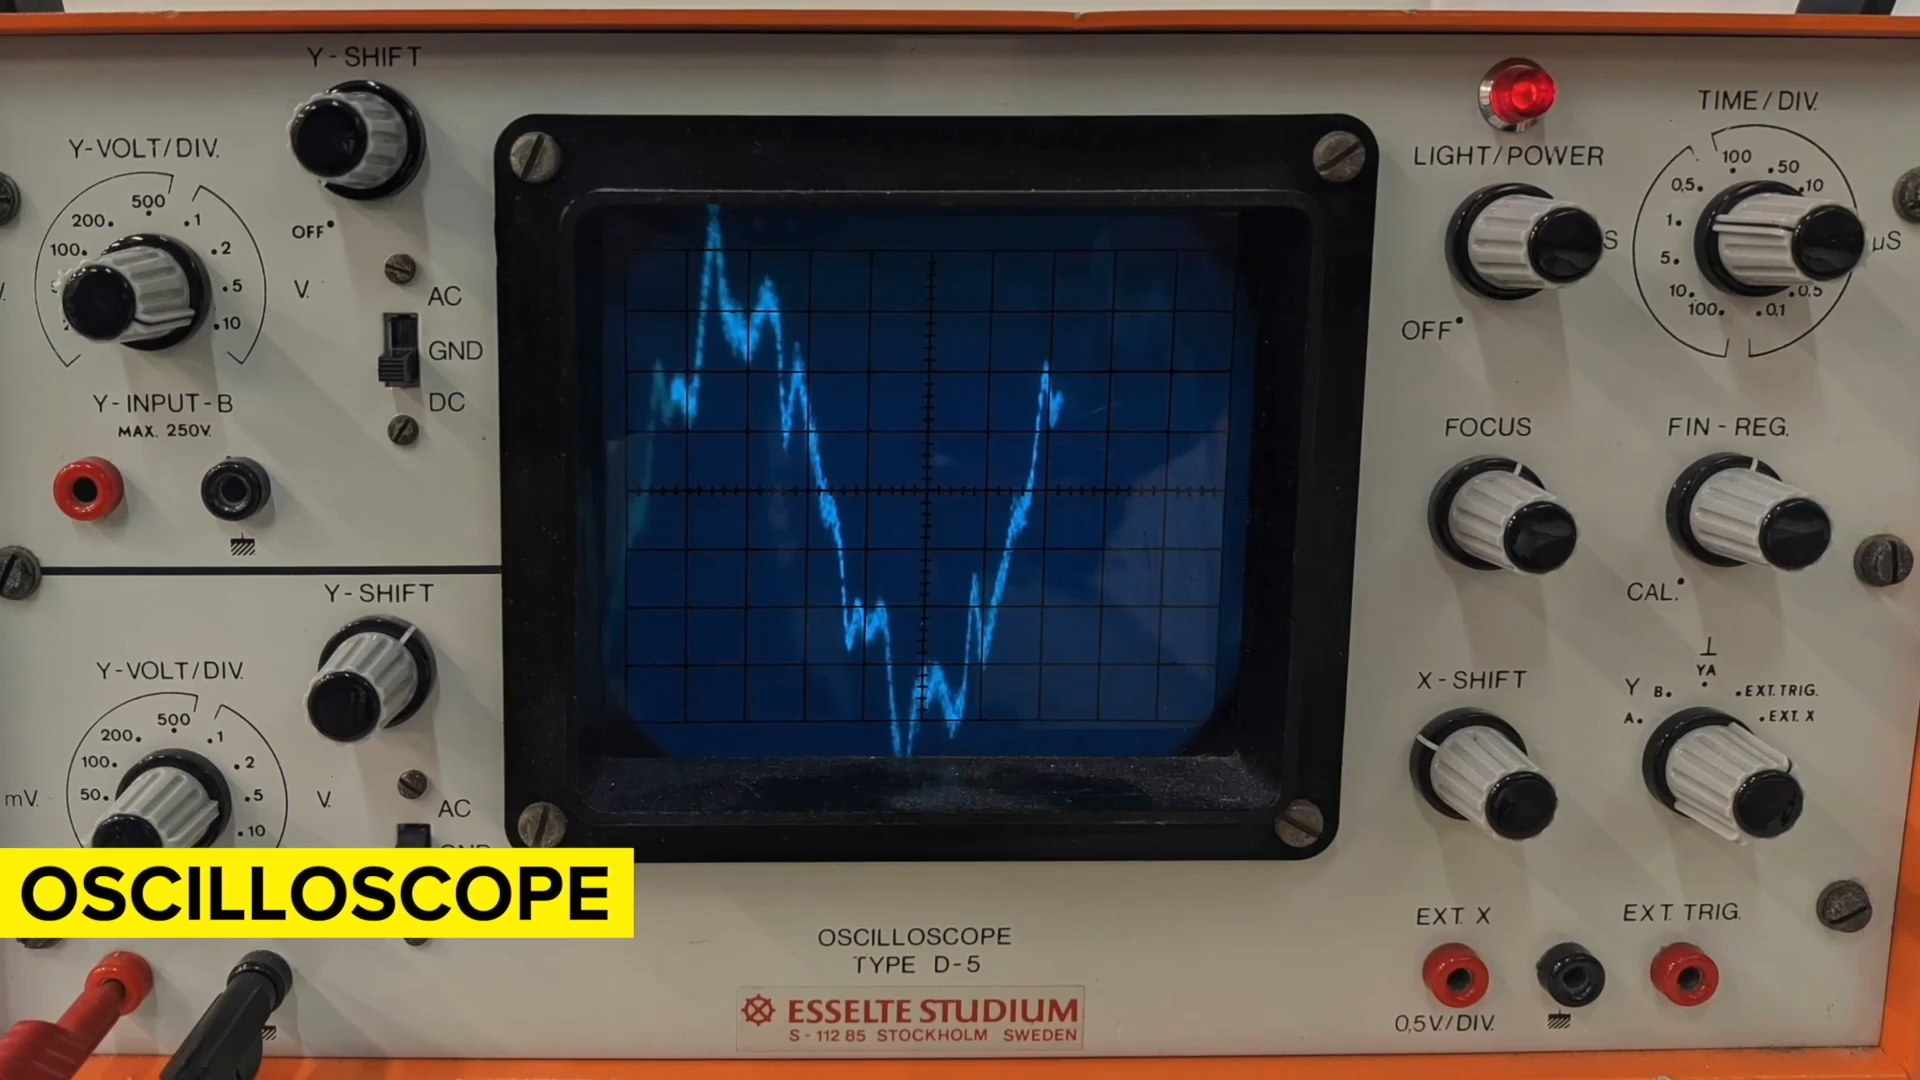 Y-SHIFT
Y-VOLT/DIV.
500
200. .1
100. .2
.5
.10
V.
OFF
AC
GND
DC
Y-INPUT-B
MAX. 250V.
Y-SHIFT
Y-VOLT/DIV.
500
200. .1
100. .2
50. .5
.10
mV.
V.
AC
OSCILLOSCOPE
OSCILLOSCOPE
TYPE D-5
ESSELTE STUDIUM
S-112 85 STOCKHOLM SWEDEN
LIGHT/POWER
OFF
TIME/DIV.
100
0,5. .50
1. .10
5.
10. .0,5
100. .0,1
S
µS
FOCUS
FIN-REG.
CAL.
X-SHIFT
YA
Y B. .EXT.TRIG.
A. .EXT. X
EXT. X
EXT. TRIG.
0,5V./DIV.